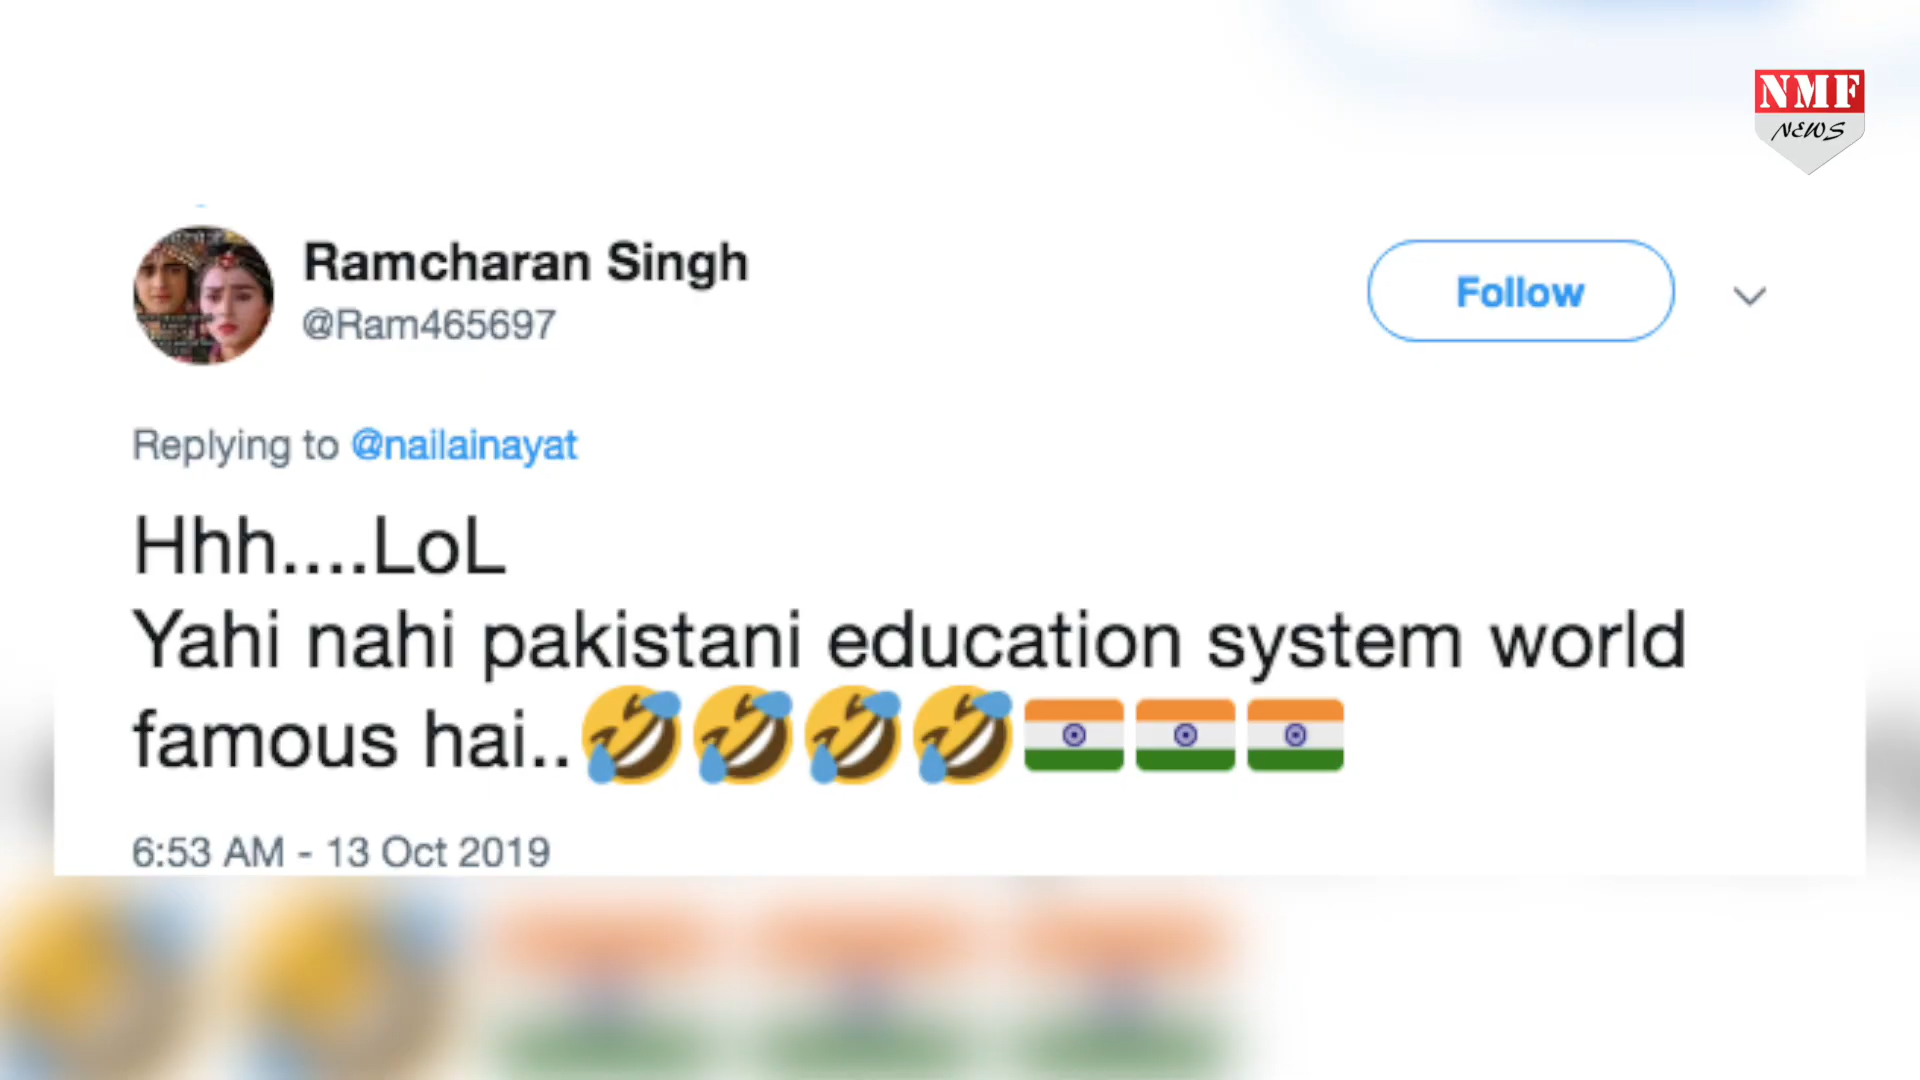 NMF
NEWS
Ramcharan Singh
@Ram465697
Follow
Replying to @nailainayat
Hhh....LoL
Yahi nahi pakistani education system world
famous hai..🤣🤣🤣🤣🇮🇳🇮🇳🇮🇳
6:53 AM - 13 Oct 2019